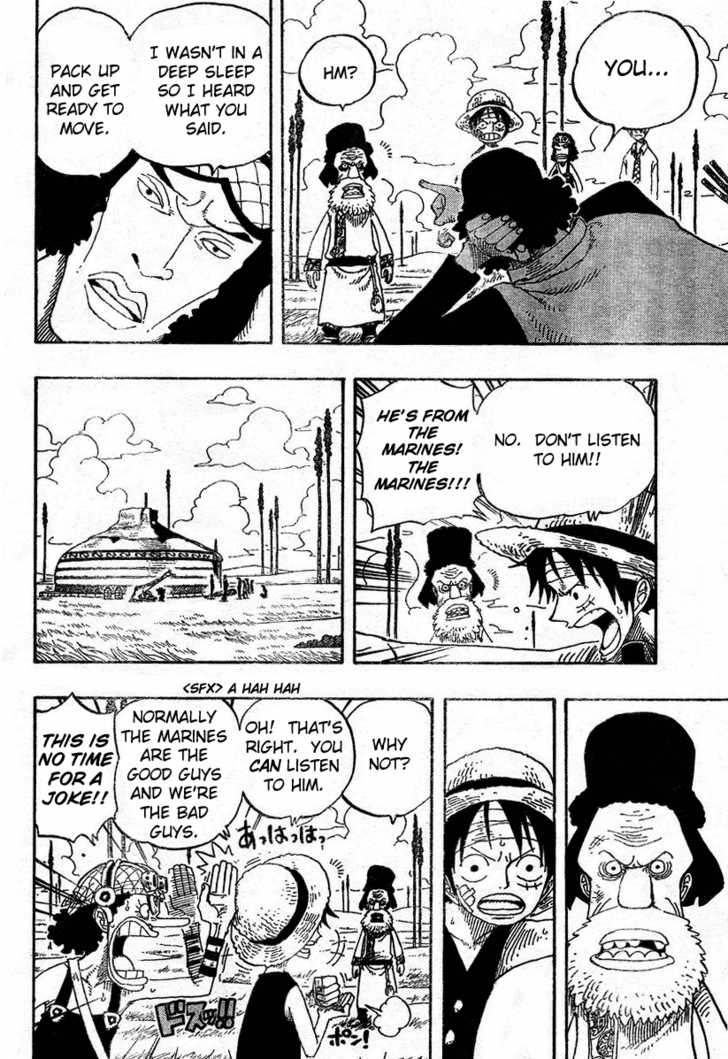 YOU...
HM?
I WASN'T IN A
DEEP SLEEP
SO I HEARD
WHAT YOU
SAID.
PACK UP
AND GET
READY TO
MOVE.
NO. DON'T LISTEN
TO HIM!!
HE'S FROM
THE
MARINES!
THE
MARINES!!!
WHY
NOT?
OH! THAT'S
RIGHT. YOU
CAN LISTEN
TO HIM.
ポン!
<SFX> A HAH HAH
あっはっはっ
NORMALLY
THE MARINES
ARE THE
GOOD GUYS
AND WE'RE
THE BAD
GUYS.
THIS IS
NO TIME
FOR A
JOKE!!
ドスッ!!